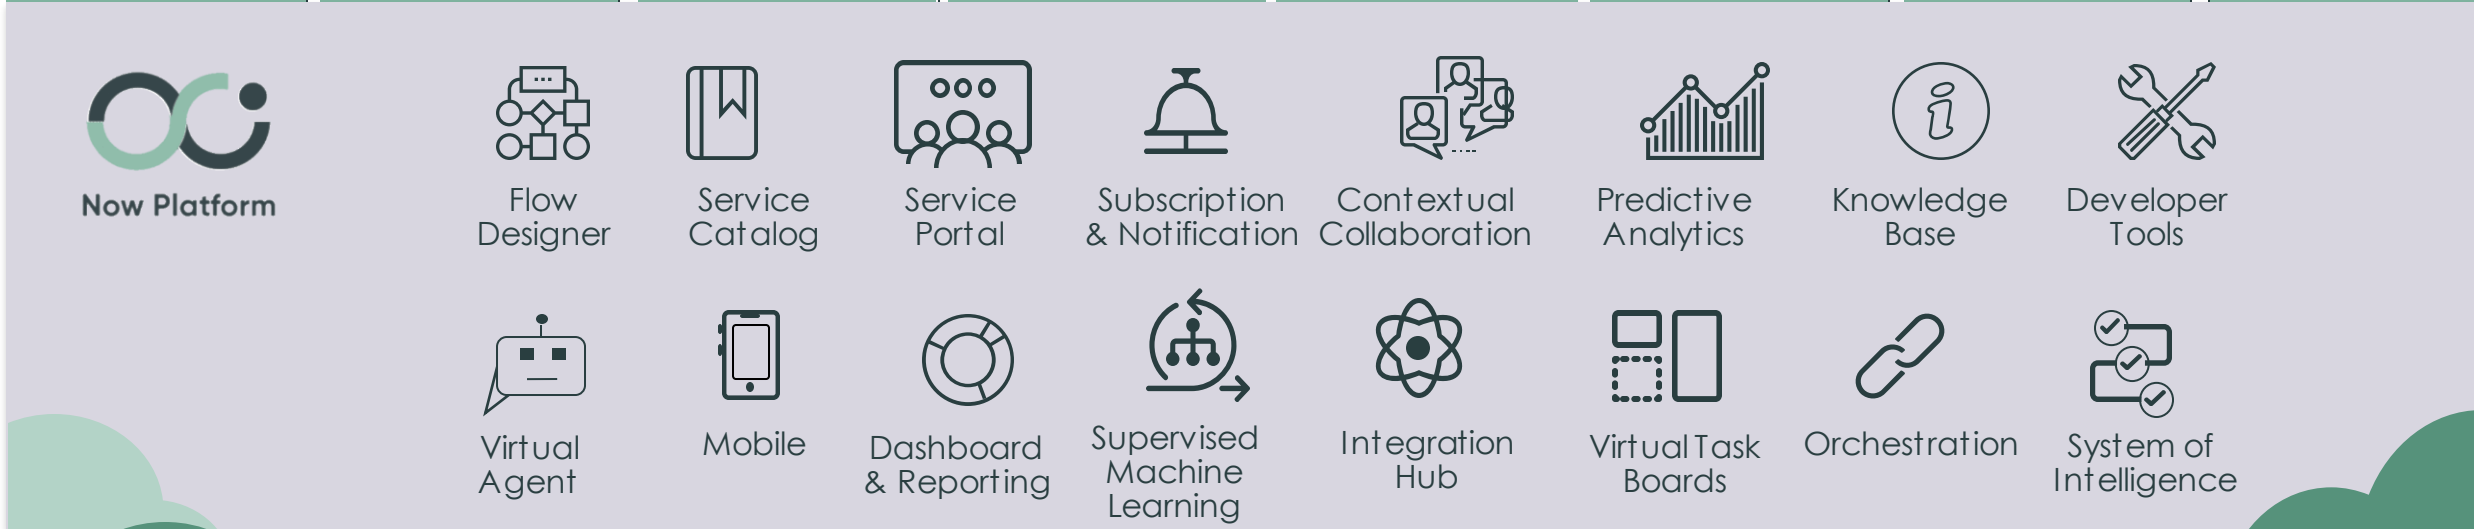 Now Platform
Flow
Designer
Service
Catalog
Service
Portal
Subscription
& Notification
Contextual
Collaboration
Predictive
Analytics
Knowledge
Base
Developer
Tools
Virtual
Agent
Mobile
Dashboard
& Reporting
Supervised
Machine
Learning
Integration
Hub
Virtual Task
Boards
Orchestration
System of
Intelligence